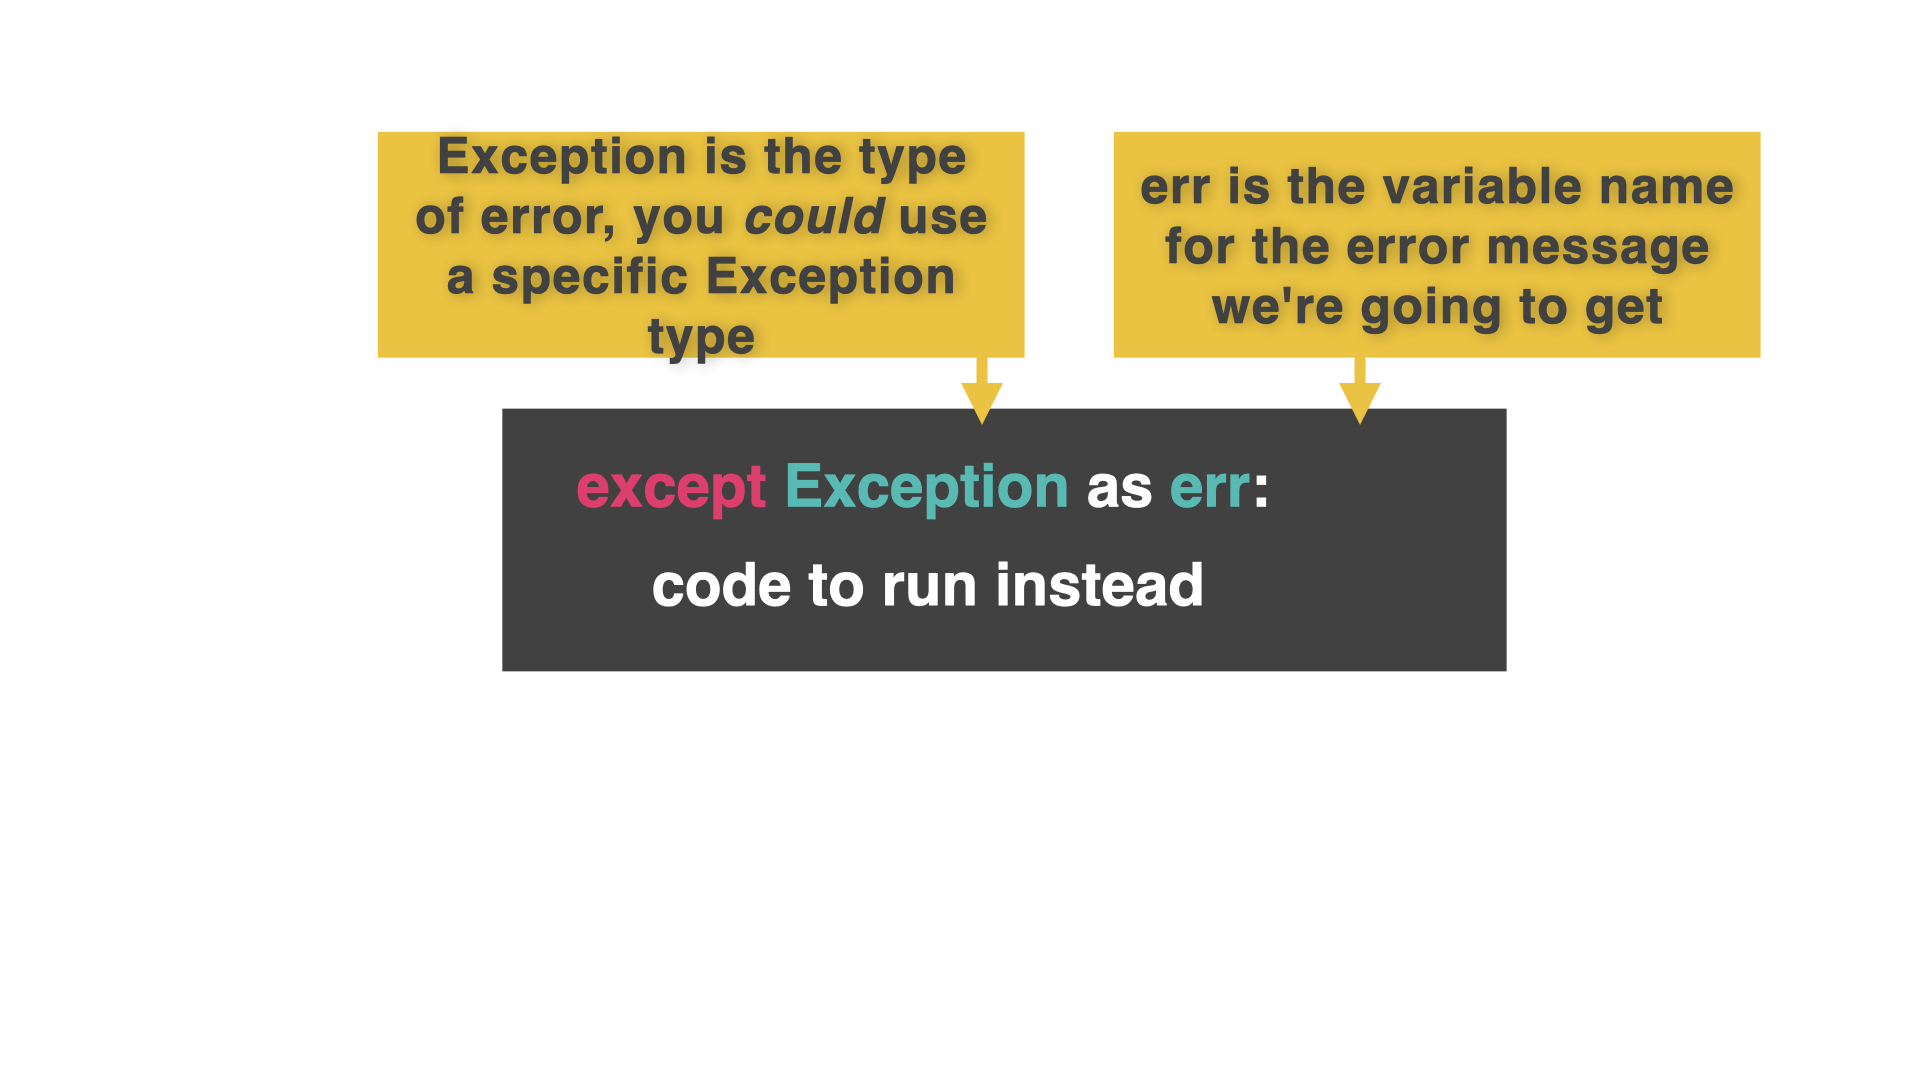 Exception is the type
of error, you could use
a specific Exception
type
err is the variable name
for the error message
we're going to get
except Exception as err:
code to run instead